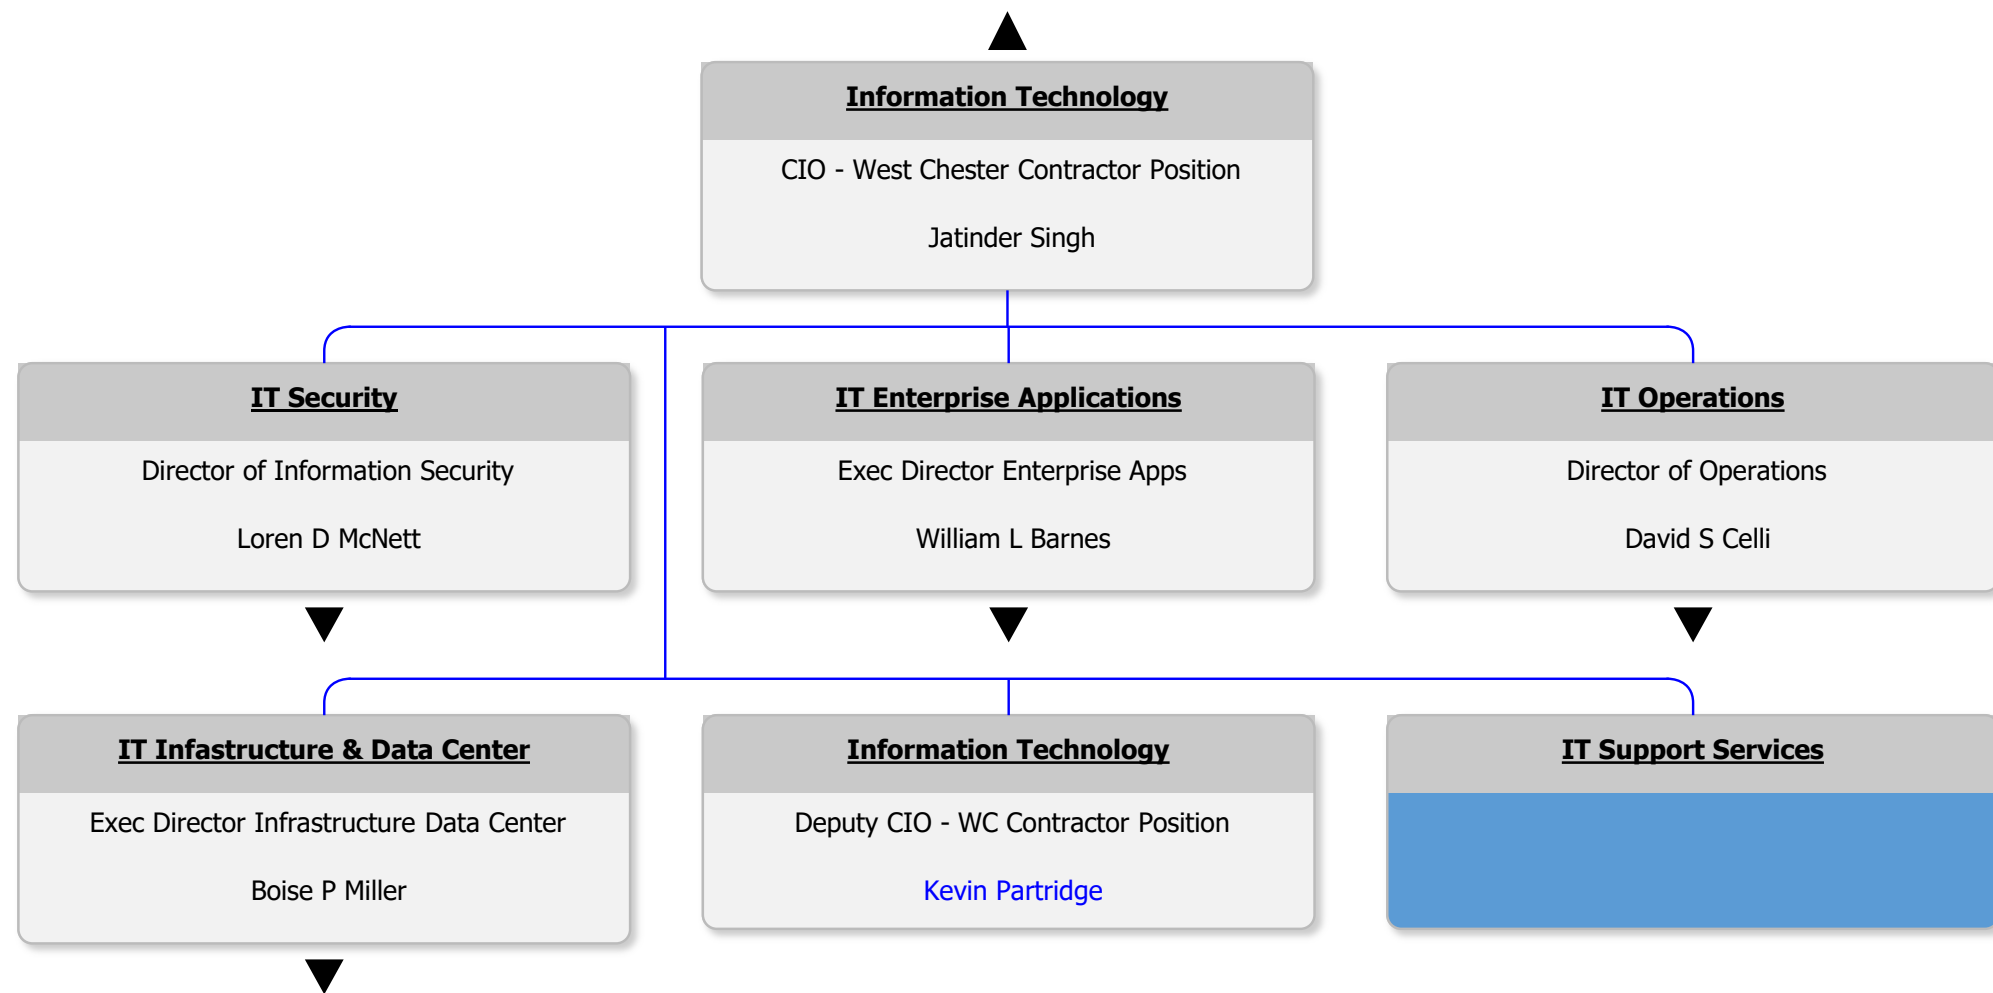 Information Technology
CIO - West Chester Contractor Position
Jatinder Singh
IT Security
Director of Information Security
Loren D McNett
IT Enterprise Applications
Exec Director Enterprise Apps
William L Barnes
IT Operations
Director of Operations
David S Celli
IT Infastructure & Data Center
Exec Director Infrastructure Data Center
Boise P Miller
Information Technology
Deputy CIO - WC Contractor Position
Kevin Partridge
IT Support Services